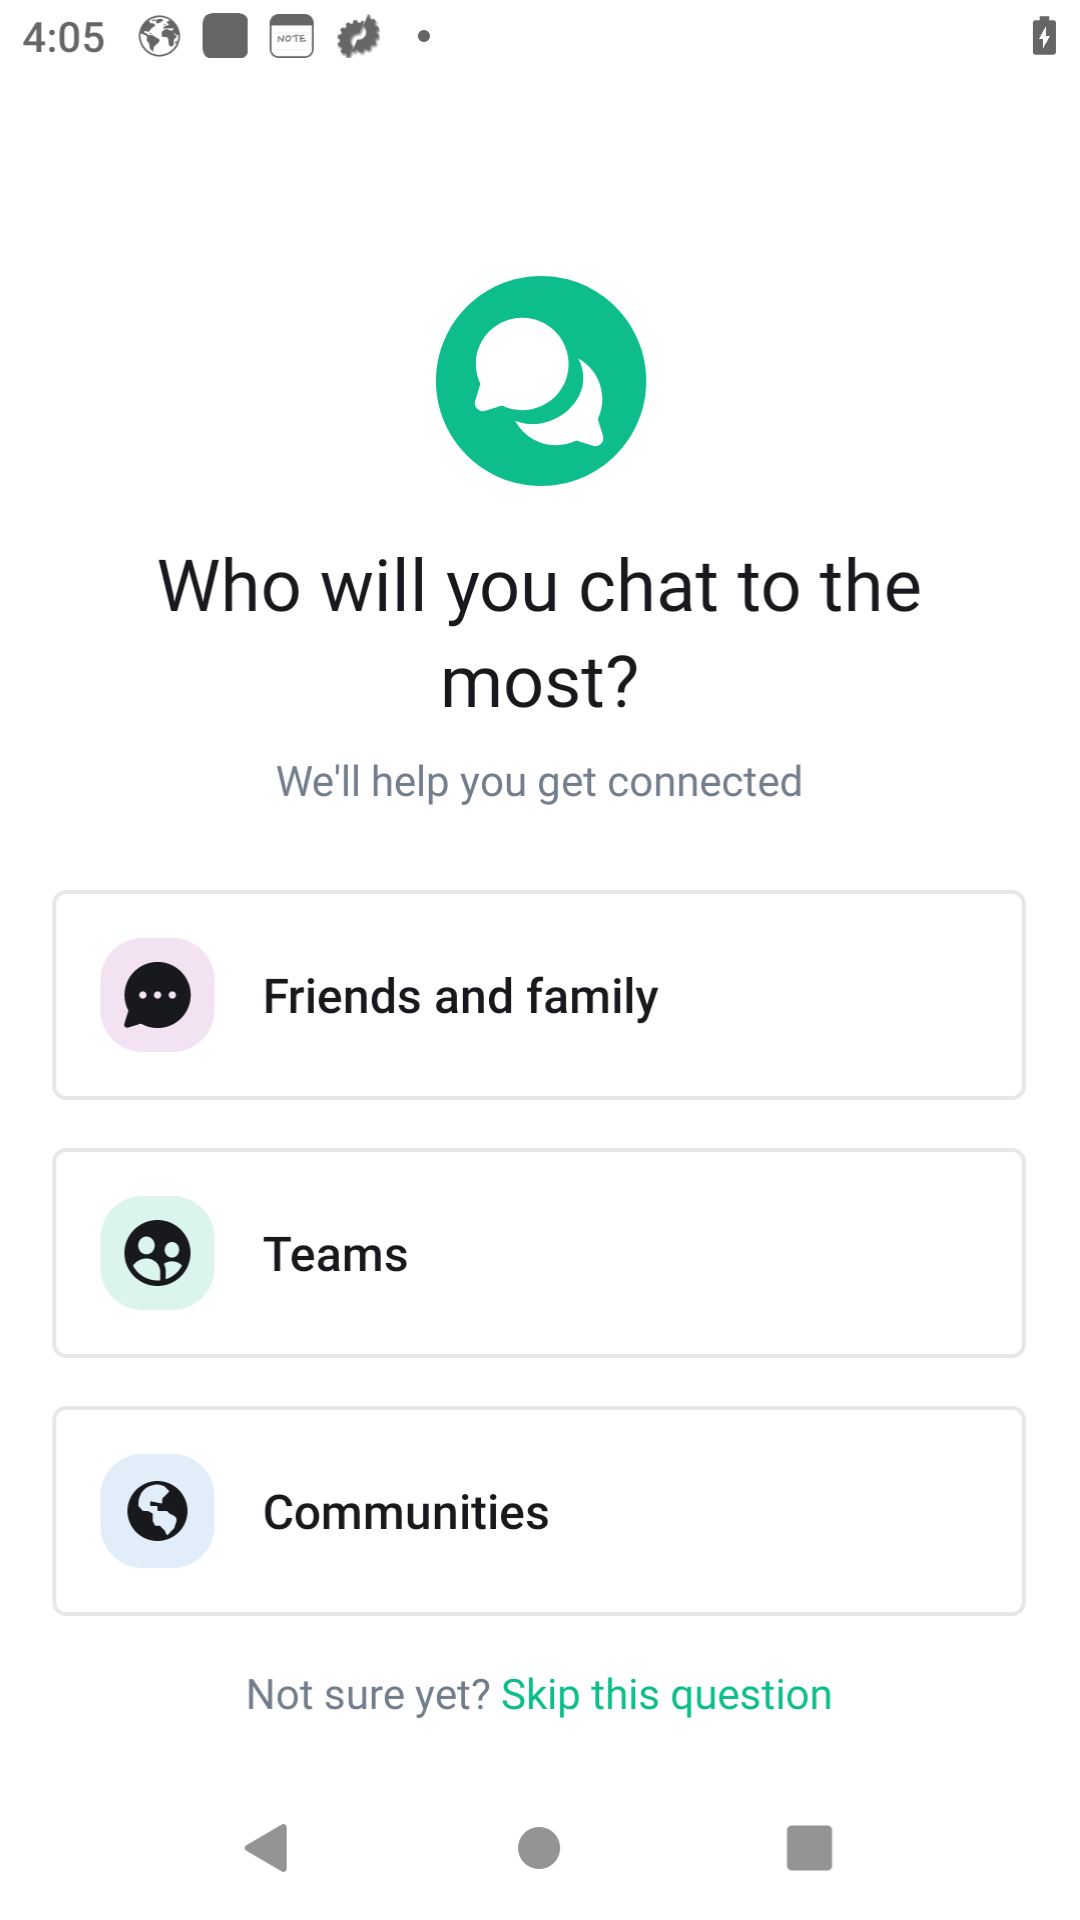 4:05
NOTE
Who will you chat to the
most?
We'll help you get connected
Friends and family
Teams
Communities
Not sure yet? Skip this question